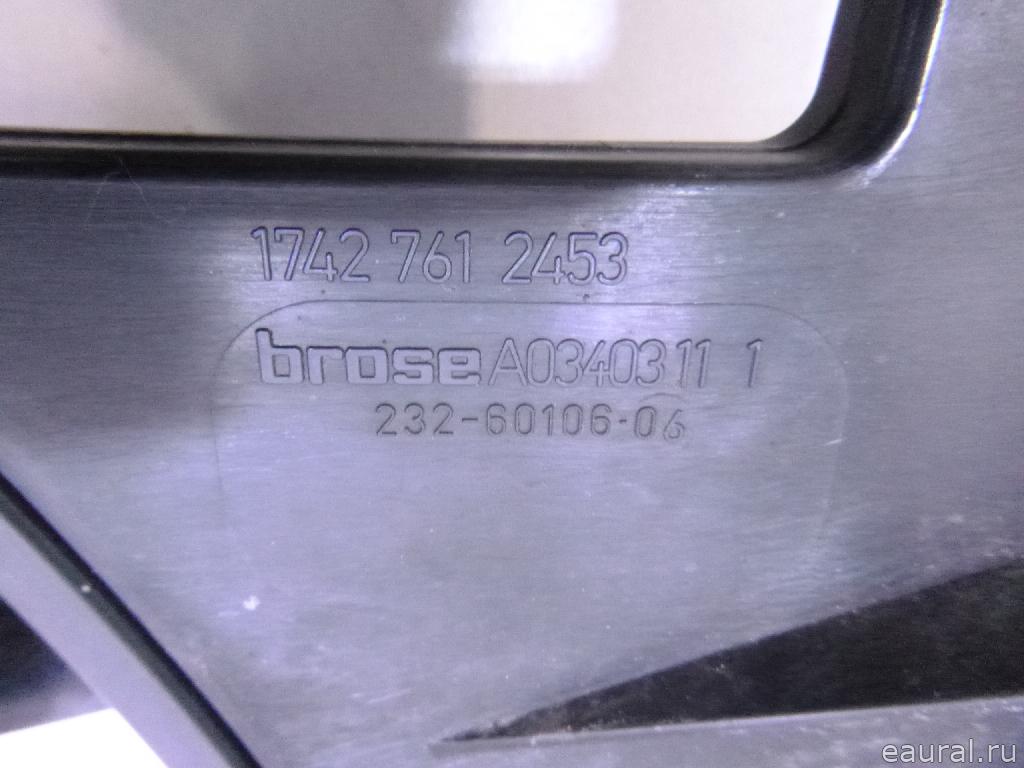 1742 761 2453
brose A0340311 1
232-60106-06
eaural.ru